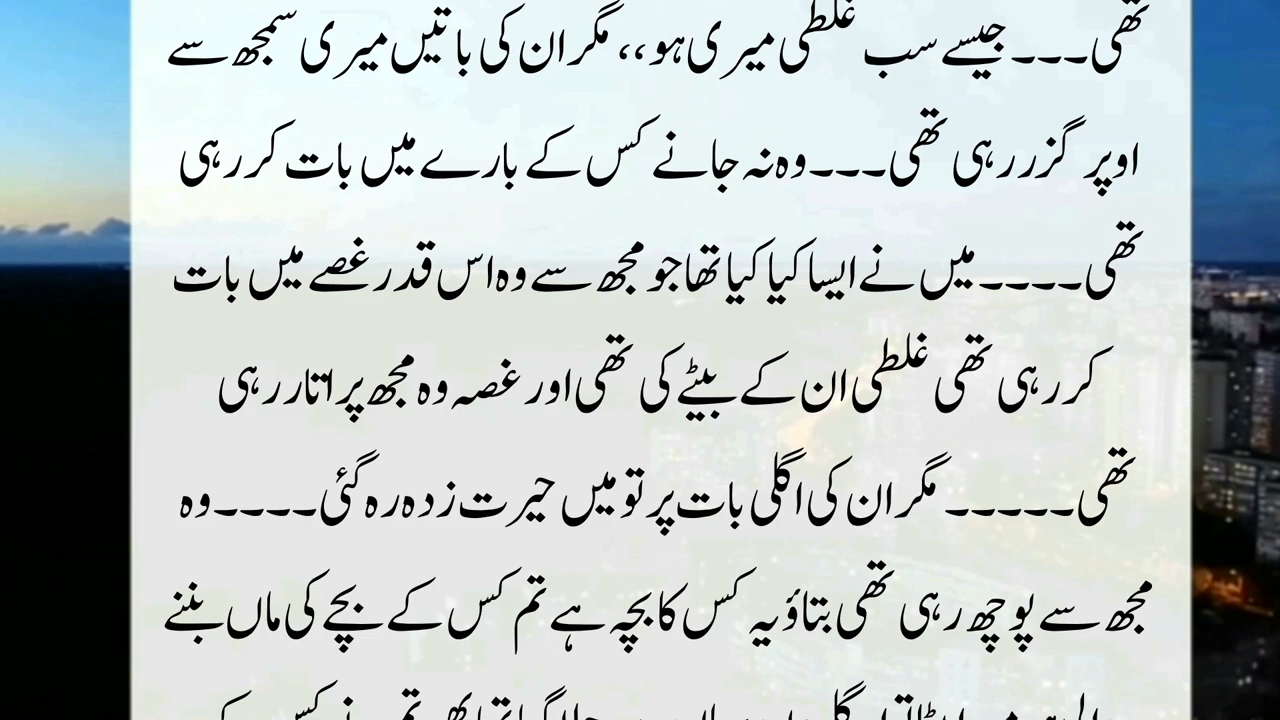 تھی۔۔۔جیسے سب غلطی میری ہو،، مگر ان کی باتیں میری سمجھ سے
اوپر گزر رہی تھی۔۔۔وہ نہ جانے کس کے بارے میں بات کر رہی
تھی۔۔۔۔میں نے ایسا کیا کیا تھا جو مجھ سے وہ اس قدر غصے میں بات
کر رہی تھی غلطی ان کے بیٹے کی تھی اور غصہ وہ مجھ پر اتار رہی
تھی۔۔۔۔۔ مگر ان کی اگلی بات پر تو میں حیرت زدہ رہ گئی۔۔۔۔وہ
مجھ سے پوچھ رہی تھی بتاؤ یہ کس کا بچہ ہے تم کس کے بچے کی ماں بننے